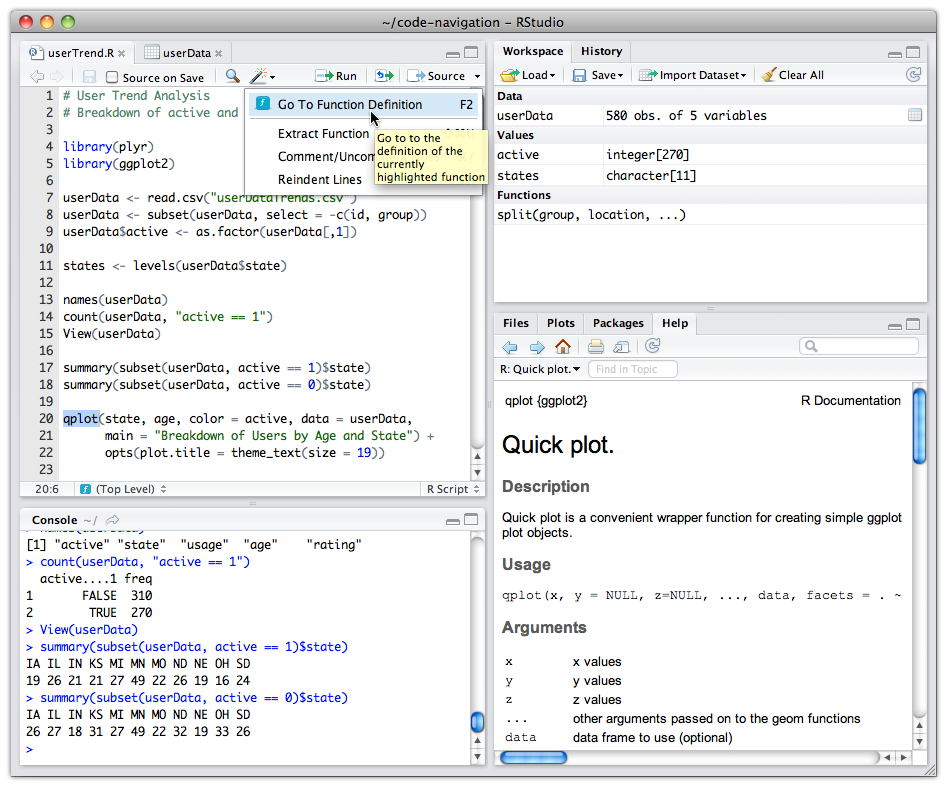 ~/code-navigation - RStudio
userTrend.R
userData
Source on Save
Run
Source
1 # User Trend Analysis
2 # Breakdown of active and
3
4 library(plyr)
5 library(ggplot2)
6
7 userData <- read.csv("userDataTrends.csv")
8 userData <- subset(userData, select = -c(id, group))
9 userData$active <- as.factor(userData[,1])
10
11 states <- levels(userData$state)
12
13 names(userData)
14 count(userData, "active == 1")
15 View(userData)
16
17 summary(subset(userData, active == 1)$state)
18 summary(subset(userData, active == 0)$state)
19
20 qplot(state, age, color = active, data = userData,
21 main = "Breakdown of Users by Age and State") +
22 opts(plot.title = theme_text(size = 19))
23
Go To Function Definition F2
Extract Function
Comment/Uncom
Reindent Lines
Go to to the
definition of the
currently
highlighted function
20:6 (Top Level) R Script
Console ~/
names(userData)
[1] "active" "state" "usage" "age" "rating"
> count(userData, "active == 1")
active....1 freq
1 FALSE 310
2 TRUE 270
> View(userData)
> summary(subset(userData, active == 1)$state)
IA IL IN KS MI MN MO ND NE OH SD
19 26 21 21 27 49 22 26 19 16 24
> summary(subset(userData, active == 0)$state)
IA IL IN KS MI MN MO ND NE OH SD
26 27 18 31 27 49 22 32 19 33 26
>
Workspace History
Load Save Import Dataset Clear All
Data
userData 580 obs. of 5 variables
Values
active integer[270]
states character[11]
Functions
split(group, location, ...)
Files Plots Packages Help
R: Quick plot. Find in Topic
qplot {ggplot2} R Documentation
Quick plot.
Description
Quick plot is a convenient wrapper function for creating simple ggplot
plot objects.
Usage
qplot(x, y = NULL, z=NULL, ..., data, facets = . ~
Arguments
x x values
y y values
z z values
... other arguments passed on to the geom functions
data data frame to use (optional)